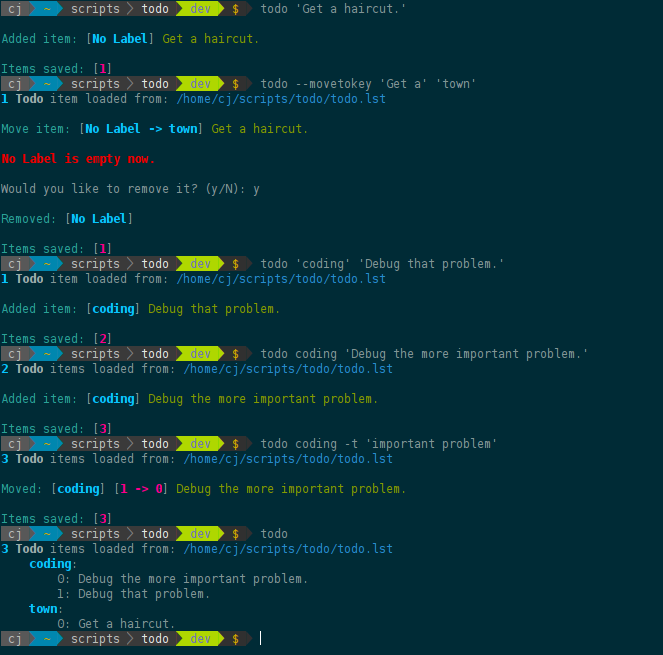 cj ~ scripts todo dev $ todo 'Get a haircut.'
Added item: [No Label] Get a haircut.
Items saved: [1]
cj ~ scripts todo dev $ todo --movetokey 'Get a' 'town'
1 Todo item loaded from: /home/cj/scripts/todo/todo.lst
Move item: [No Label -> town] Get a haircut.
No Label is empty now.
Would you like to remove it? (y/N): y
Removed: [No Label]
Items saved: [1]
cj ~ scripts todo dev $ todo 'coding' 'Debug that problem.'
1 Todo item loaded from: /home/cj/scripts/todo/todo.lst
Added item: [coding] Debug that problem.
Items saved: [2]
cj ~ scripts todo dev $ todo coding 'Debug the more important problem.'
2 Todo items loaded from: /home/cj/scripts/todo/todo.lst
Added item: [coding] Debug the more important problem.
Items saved: [3]
cj ~ scripts todo dev $ todo coding -t 'important problem'
3 Todo items loaded from: /home/cj/scripts/todo/todo.lst
Moved: [coding] [1 -> 0] Debug the more important problem.
Items saved: [3]
cj ~ scripts todo dev $ todo
3 Todo items loaded from: /home/cj/scripts/todo/todo.lst
coding:
0: Debug the more important problem.
1: Debug that problem.
town:
0: Get a haircut.
cj ~ scripts todo dev $